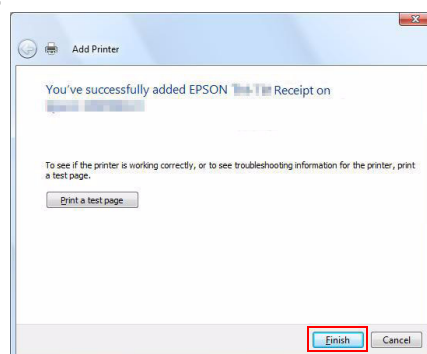 Add Printer
You've successfully added EPSON Receipt on
To see if the printer is working correctly, or to see troubleshooting information for the printer, print
a test page.
Print a test page
Finish Cancel